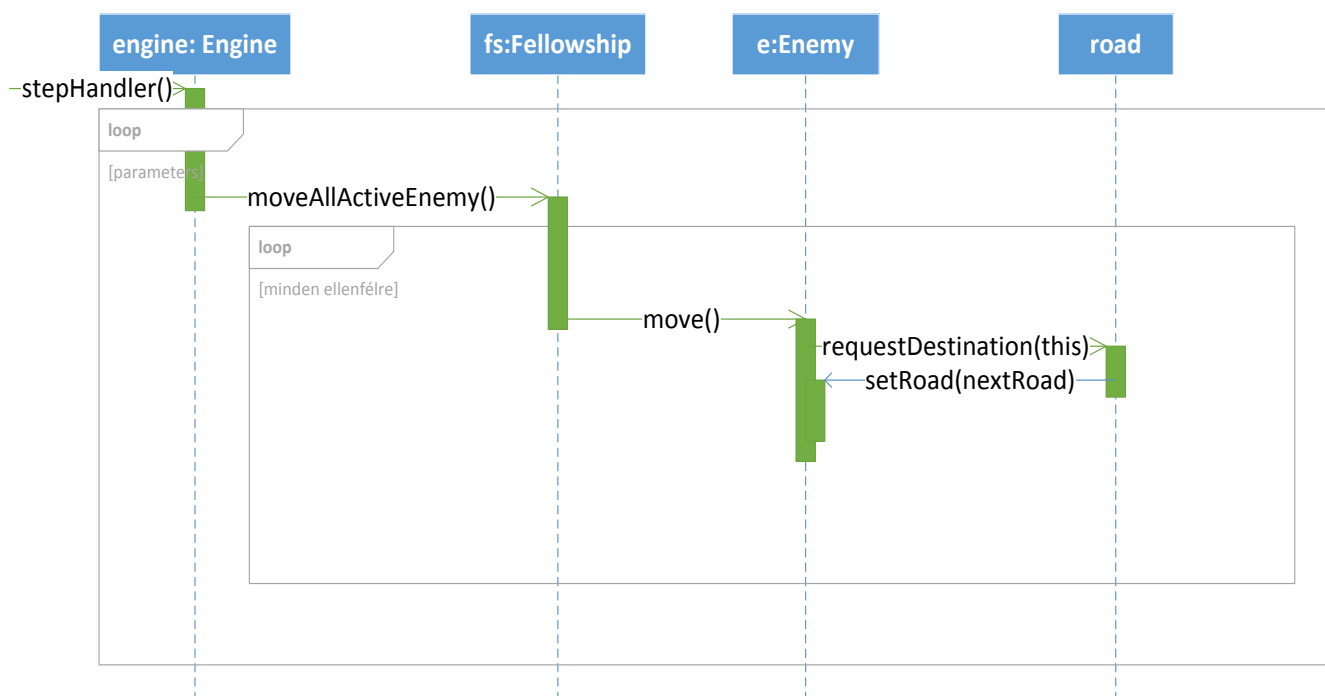 engine: Engine
fs:Fellowship
e:Enemy
road
stepHandler()
loop
[parameters]
moveAllActiveEnemy()
loop
[minden ellenfélre]
move()
requestDestination(this)
setRoad(nextRoad)